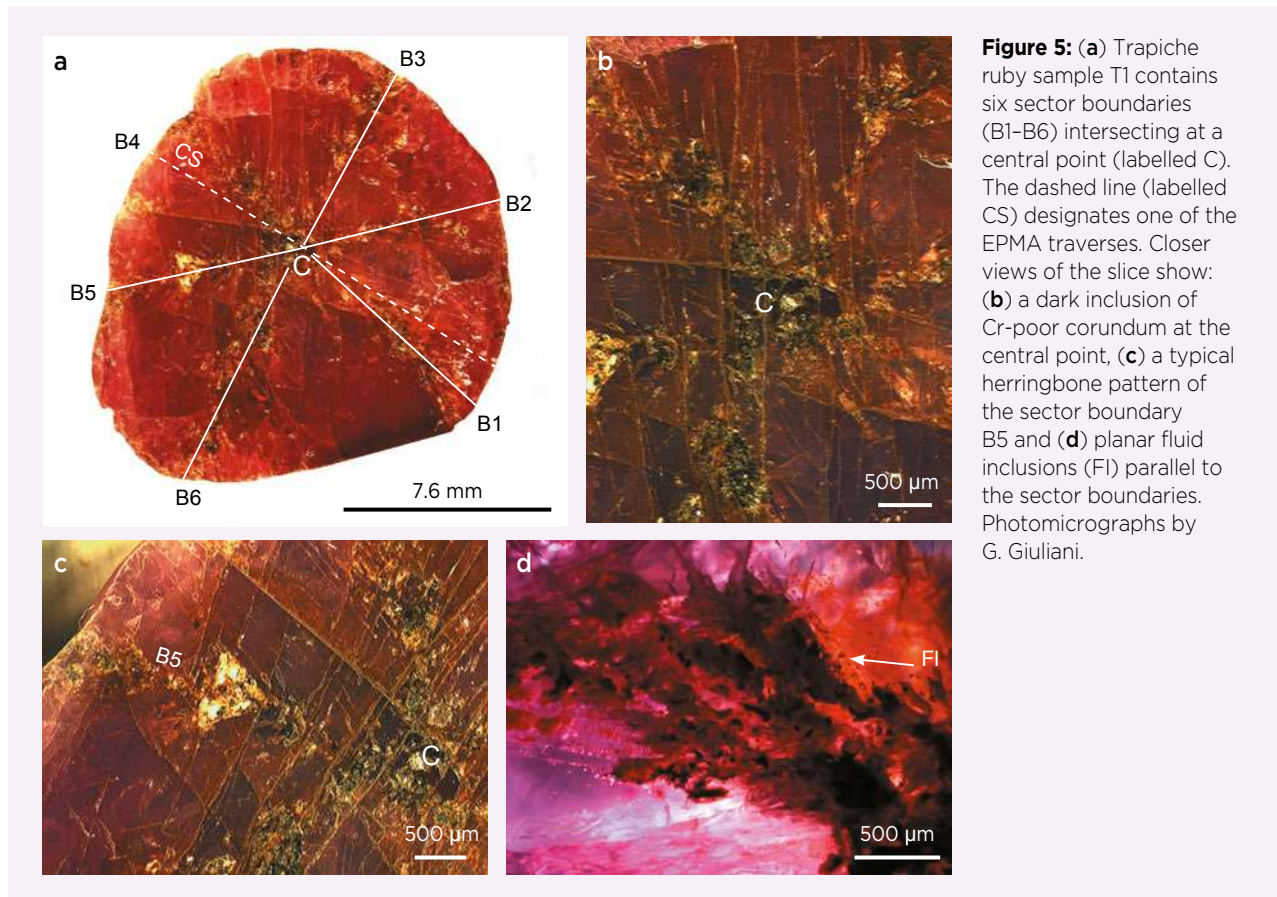 a
B3
B4
CS
B2
C
B5
B1
B6
7.6 mm
b
C
500 µm
c
B5
C
500 µm
d
FI
500 µm
Figure 5: (a) Trapiche
ruby sample T1 contains
six sector boundaries
(B1–B6) intersecting at a
central point (labelled C).
The dashed line (labelled
CS) designates one of the
EPMA traverses. Closer
views of the slice show:
(b) a dark inclusion of
Cr-poor corundum at the
central point, (c) a typical
herringbone pattern of
the sector boundary
B5 and (d) planar fluid
inclusions (FI) parallel to
the sector boundaries.
Photomicrographs by
G. Giuliani.